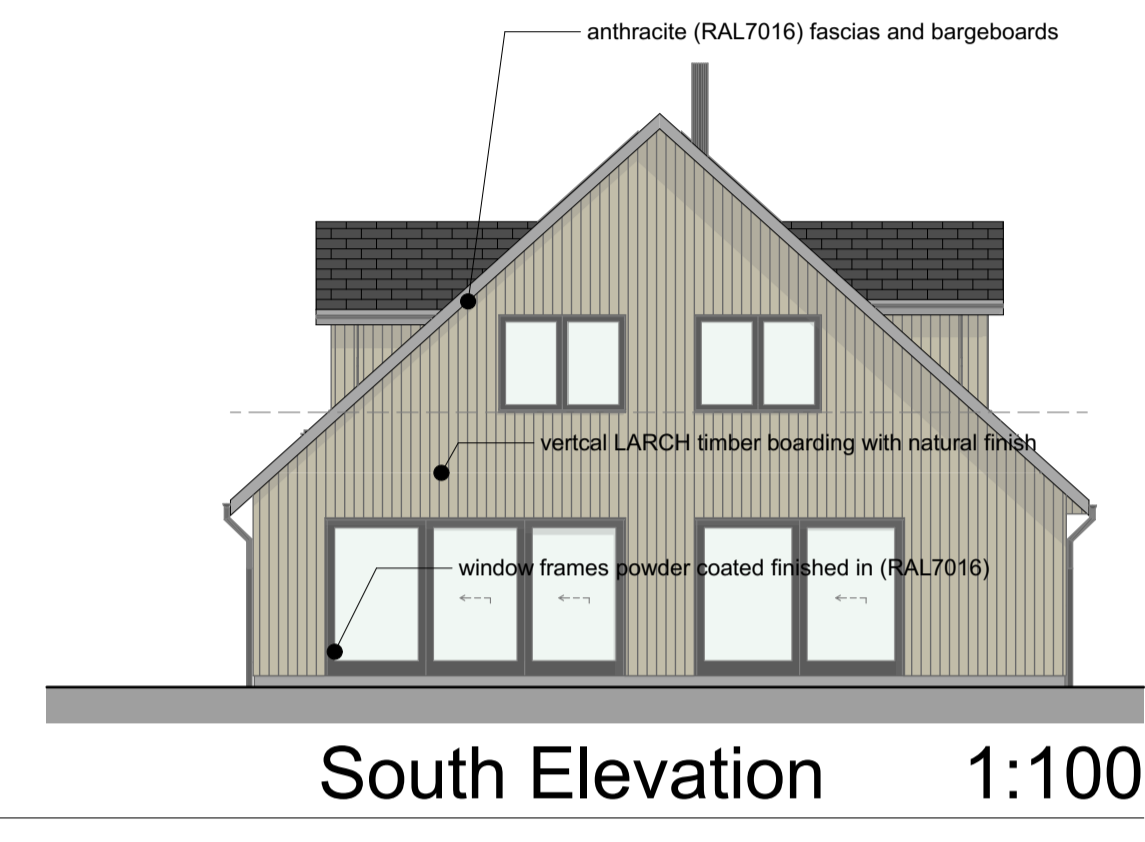 anthracite (RAL7016) fascias and bargeboards
vertcal LARCH timber boarding with natural finish
window frames powder coated finished in (RAL7016)
South Elevation 1:100